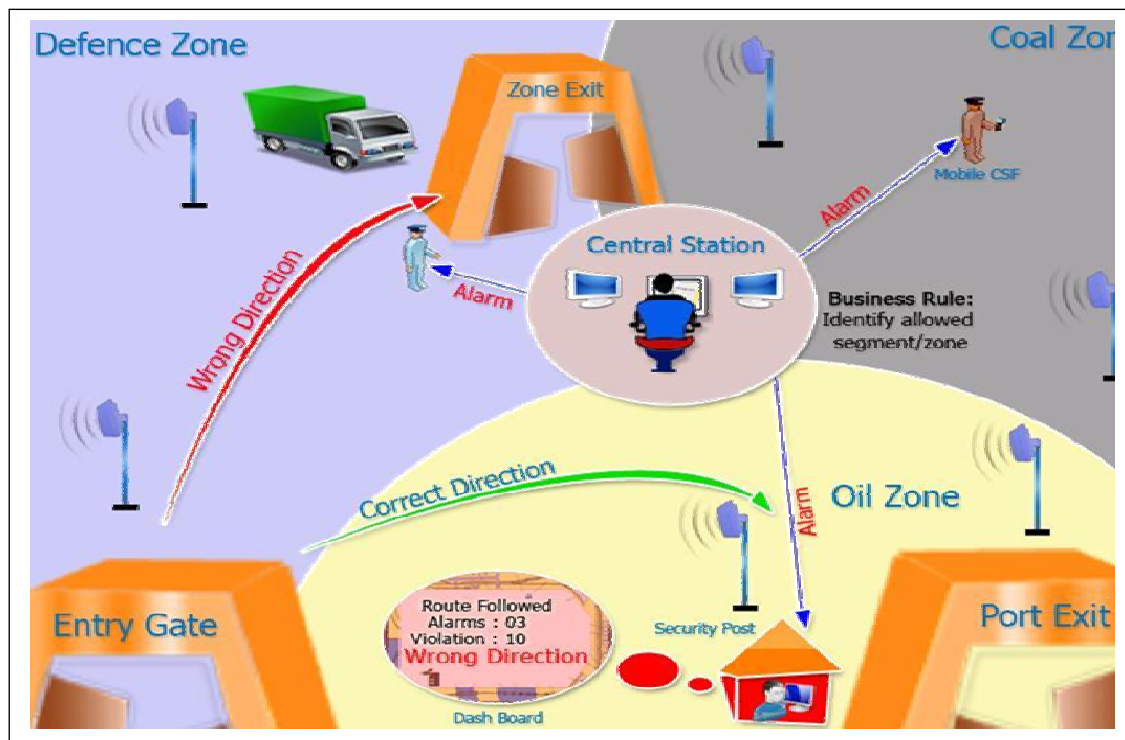 Defence Zone
Coal Zon
Zone Exit
Mobile CSIF
Alarm
Central Station
Alarm
Wrong Direction
Business Rule:
Identify allowed
segment/zone
Correct Direction
Alarm
Oil Zone
Entry Gate
Route Followed
Alarms : 03
Violation : 10
Wrong Direction
Dash Board
Security Post
Port Exit